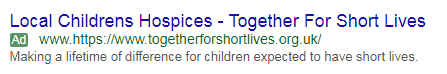 Local Childrens Hospices - Together For Short Lives
Ad www.https://www.togetherforshortlives.org.uk/
Making a lifetime of difference for children expected to have short lives.